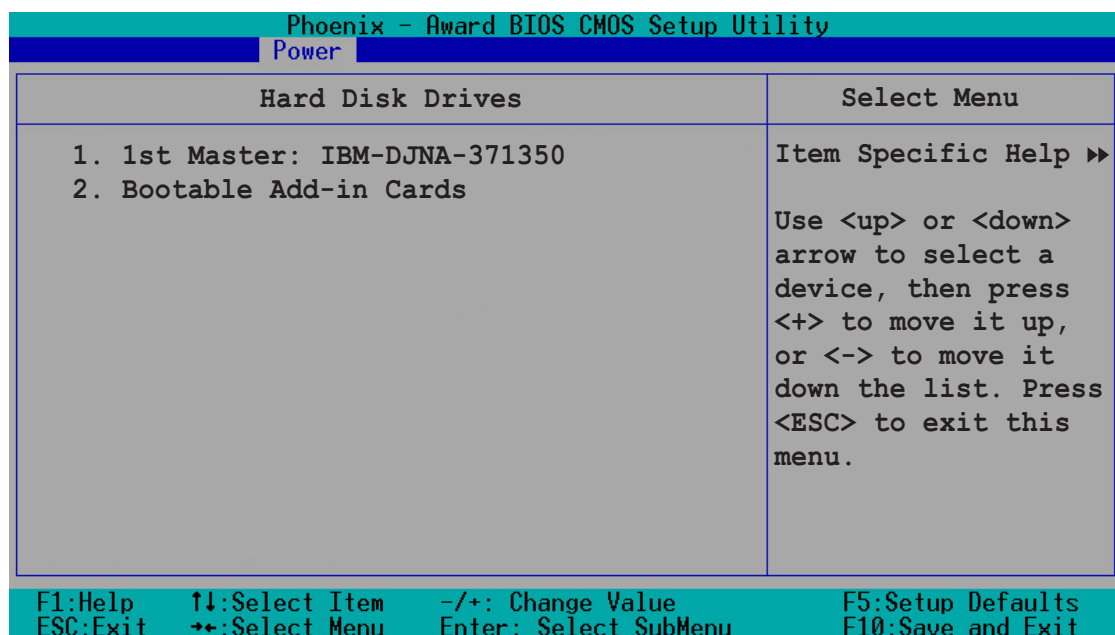 Phoenix - Award BIOS CMOS Setup Utility
Power
Hard Disk Drives
Select Menu
1. 1st Master: IBM-DJNA-371350
2. Bootable Add-in Cards
Item Specific Help ►►
Use <up> or <down>
arrow to select a
device, then press
<+> to move it up,
or <-> to move it
down the list. Press
<ESC> to exit this
menu.
F1:Help ↑↓:Select Item -/+: Change Value F5:Setup Defaults
ESC:Exit →←:Select Menu Enter: Select SubMenu F10:Save and Exit